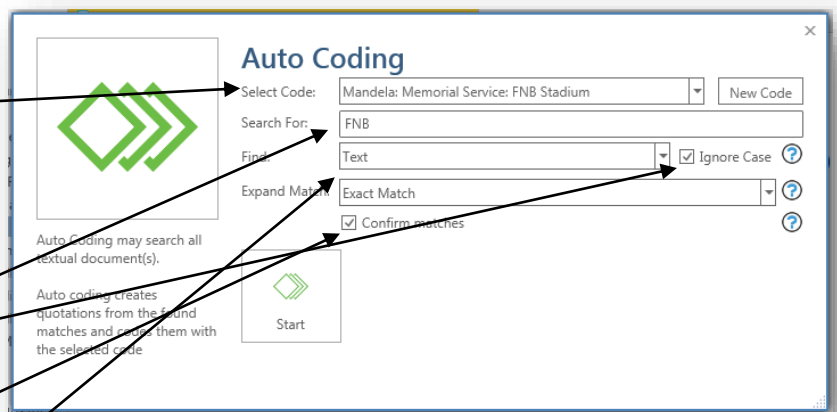 Auto Coding
Select Code: Mandela: Memorial Service: FNB Stadium New Code
Search For: FNB
Find: Text Ignore Case ?
Expand Match: Exact Match ?
Confirm matches ?
Auto Coding may search all
textual document(s).
Auto coding creates
quotations from the found
matches and codes them with
the selected code
Start